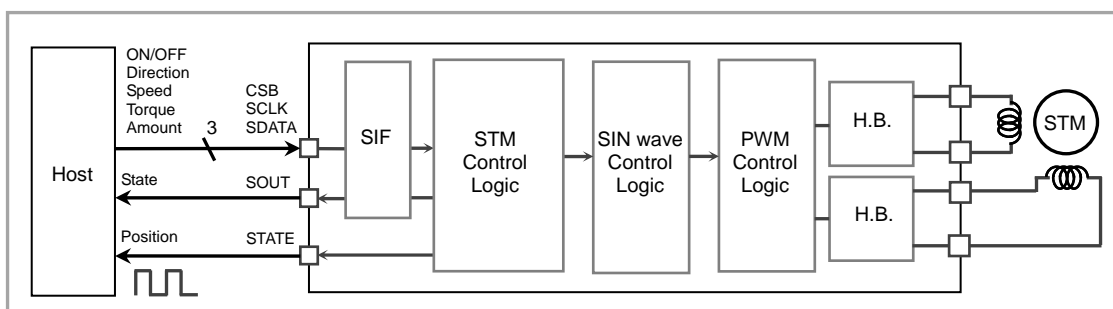 ON/OFF
Direction
Speed
Torque
Amount
3
CSB
SCLK
SDATA
Host
State
SOUT
Position
STATE
SIF
STM
Control
Logic
SIN wave
Control
Logic
PWM
Control
Logic
H.B.
H.B.
STM